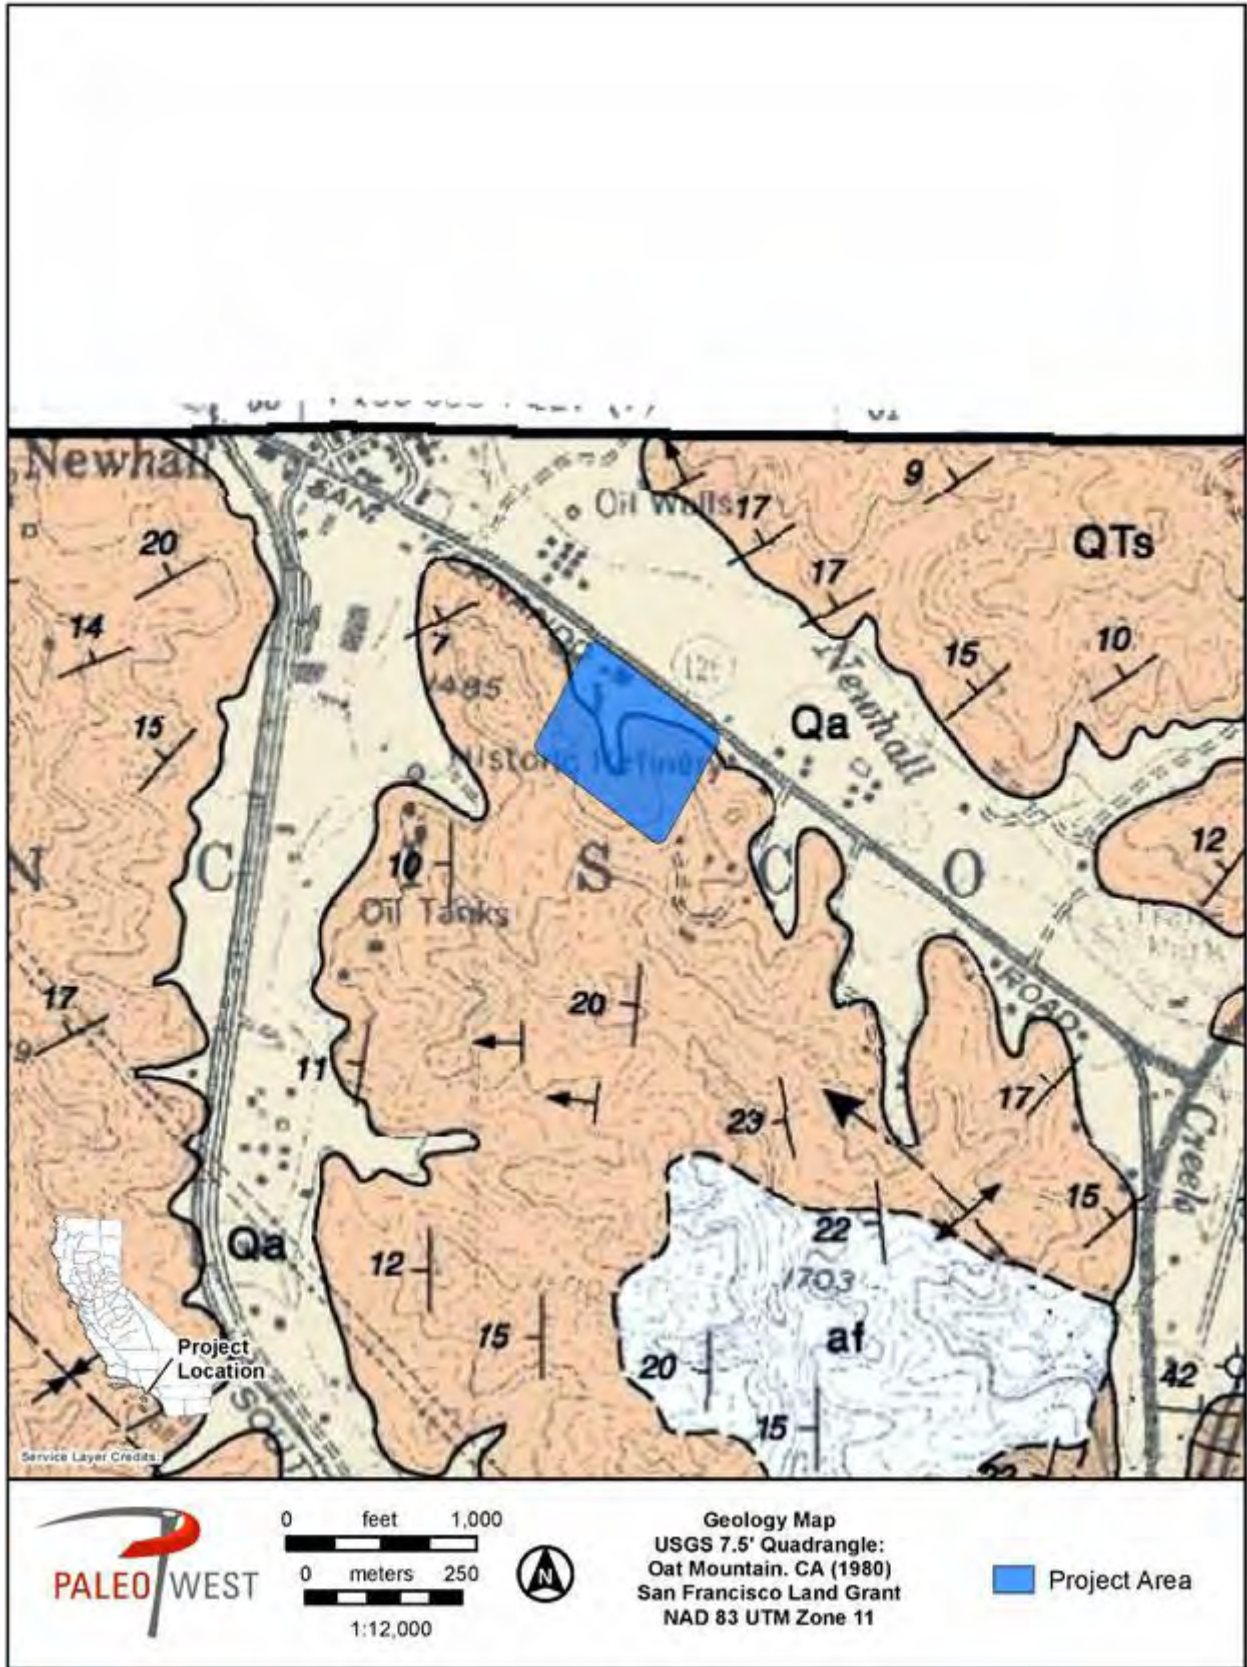 Newhall
SAN
Oil Wells
17
9
QTs
20
17
14
7
15
10
1485
126
Newhall
Qa
15
Historic Refinery
12
N
C
I
S
C
O
10
Oil Tanks
17
20
ROAD
9
11
17
23
Creek
15
22
Qa
12
1703
af
Project
Location
15
20
42
15
SOUT
22
Service Layer Credits:
PALEO WEST
0 feet 1,000
0 meters 250
1:12,000
N
Geology Map
USGS 7.5' Quadrangle:
Oat Mountain. CA (1980)
San Francisco Land Grant
NAD 83 UTM Zone 11
Project Area